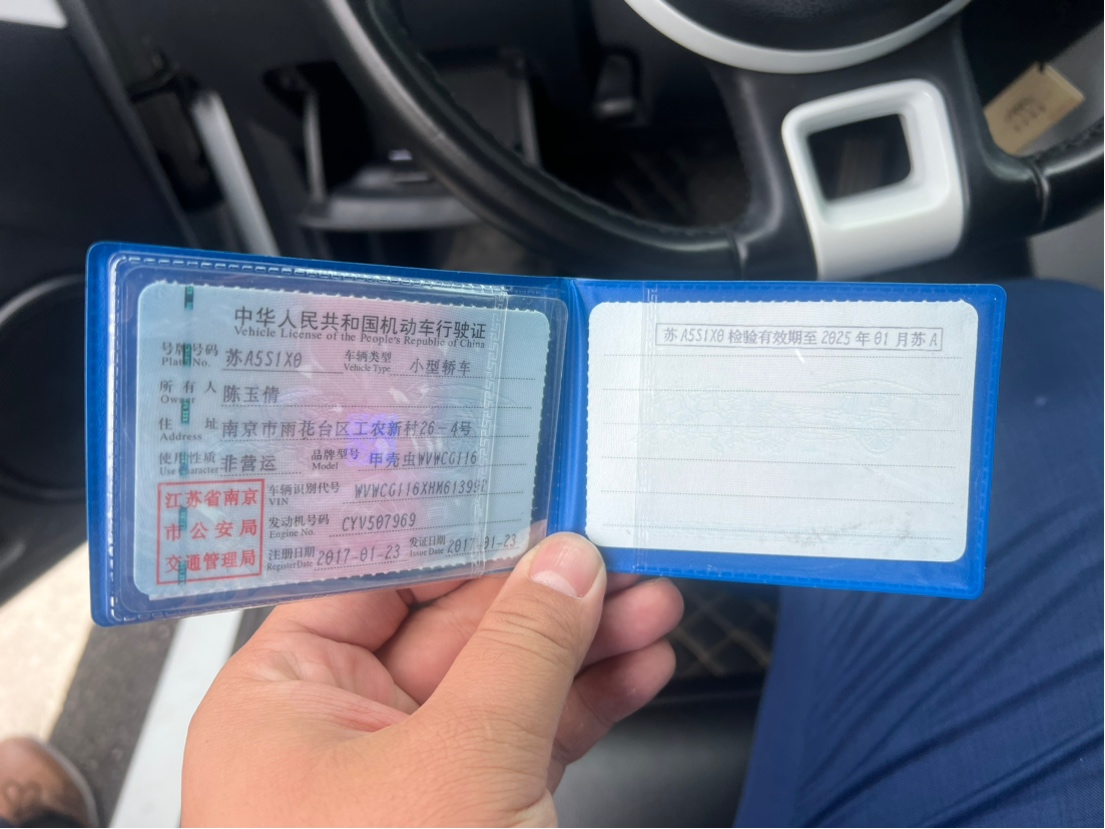 中华人民共和国机动车行驶证
Vehicle License of the People's Republic of China
号牌号码 苏A5S1X0 车辆类型 小型轿车
Plate No. Vehicle Type
所有人 陈玉倩
Owner
住址 南京市雨花台区工农新村26-4号
Address
使用性质 非营运 品牌型号 甲壳虫WVWCG116
Use Character Model
江苏省南京
市公安局
交通管理局
车辆识别代号 WVWCG116XHM613992
VIN
发动机号码 CYV507969
Engine No.
注册日期 2017-01-23 发证日期 2017-01-23
Register Date Issue Date
苏A5S1X0检验有效期至2025年01月苏A